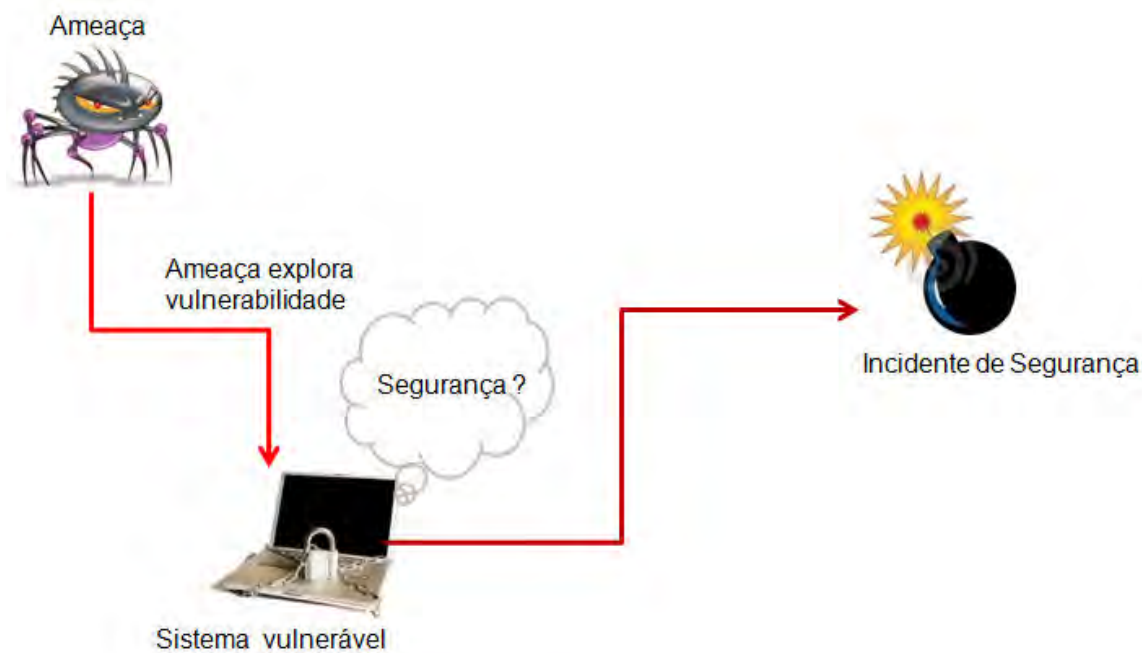 Ameaça
Ameaça explora
vulnerabilidade
Segurança ?
Incidente de Segurança
Sistema vulnerável